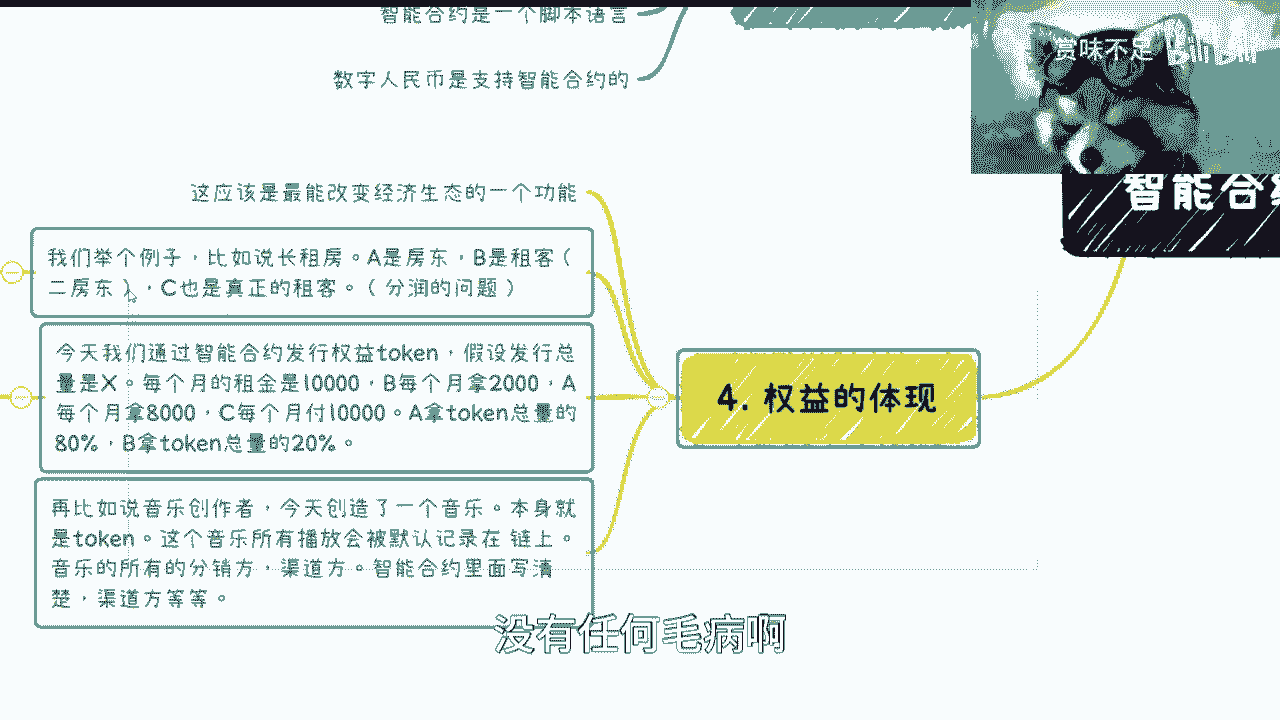 智能合约是一个脚本语言
赏味不足
bilibili
数字人民币是支持智能合约的
智能合
这应该是最能改变经济生态的一个功能
我们举个例子，比如说长租房。A是房东，B是租客（
二房东），C也是真正的租客。（分润的问题）
今天我们通过智能合约发行权益token，假设发行总
量是X。每个月的租金是10000，B每个月拿2000，A
每个月拿8000，C每个月付10000。A拿token总量的
80%，B拿token总量的20%。
4. 权益的体现
再比如说音乐创作者，今天创造了一个音乐。本身就
是token。这个音乐所有播放会被默认记录在 链上。
音乐的所有的分销方，渠道方。智能合约里面写清
楚，渠道方等等。
没有任何毛病啊